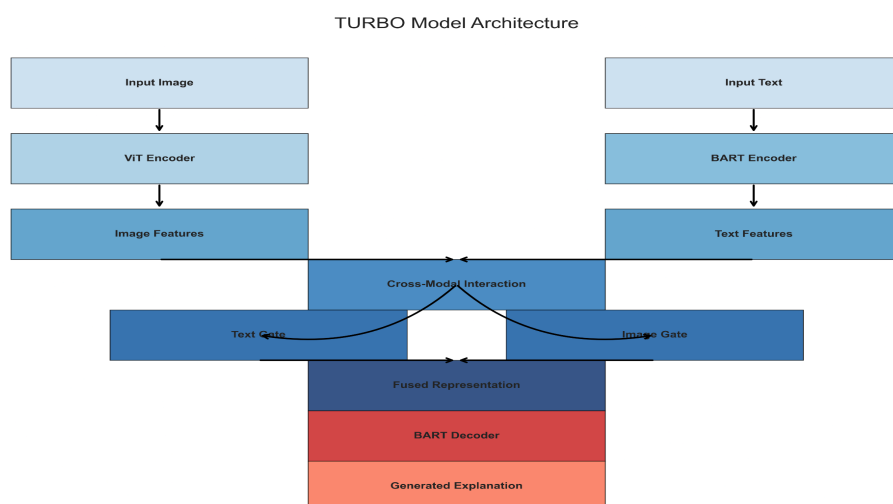 TURBO Model Architecture
Input Image
Input Text
ViT Encoder
BART Encoder
Image Features
Text Features
Cross-Modal Interaction
Text Gate
Image Gate
Fused Representation
BART Decoder
Generated Explanation